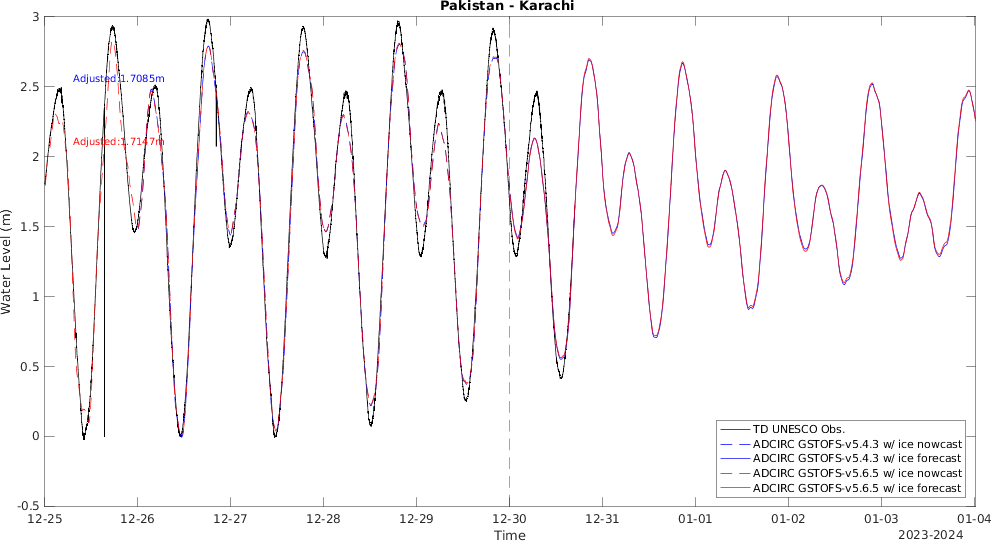 Pakistan - Karachi
3
2.5
2
1.5
1
0.5
0
-0.5
Water Level (m)
Adjusted:1.7085m
Adjusted:1.7147m
TD UNESCO Obs.
ADCIRC GSTOFS-v5.4.3 w/ ice nowcast
ADCIRC GSTOFS-v5.4.3 w/ ice forecast
ADCIRC GSTOFS-v5.6.5 w/ ice nowcast
ADCIRC GSTOFS-v5.6.5 w/ ice forecast
12-25 12-26 12-27 12-28 12-29 12-30 12-31 01-01 01-02 01-03 01-04
Time
2023-2024